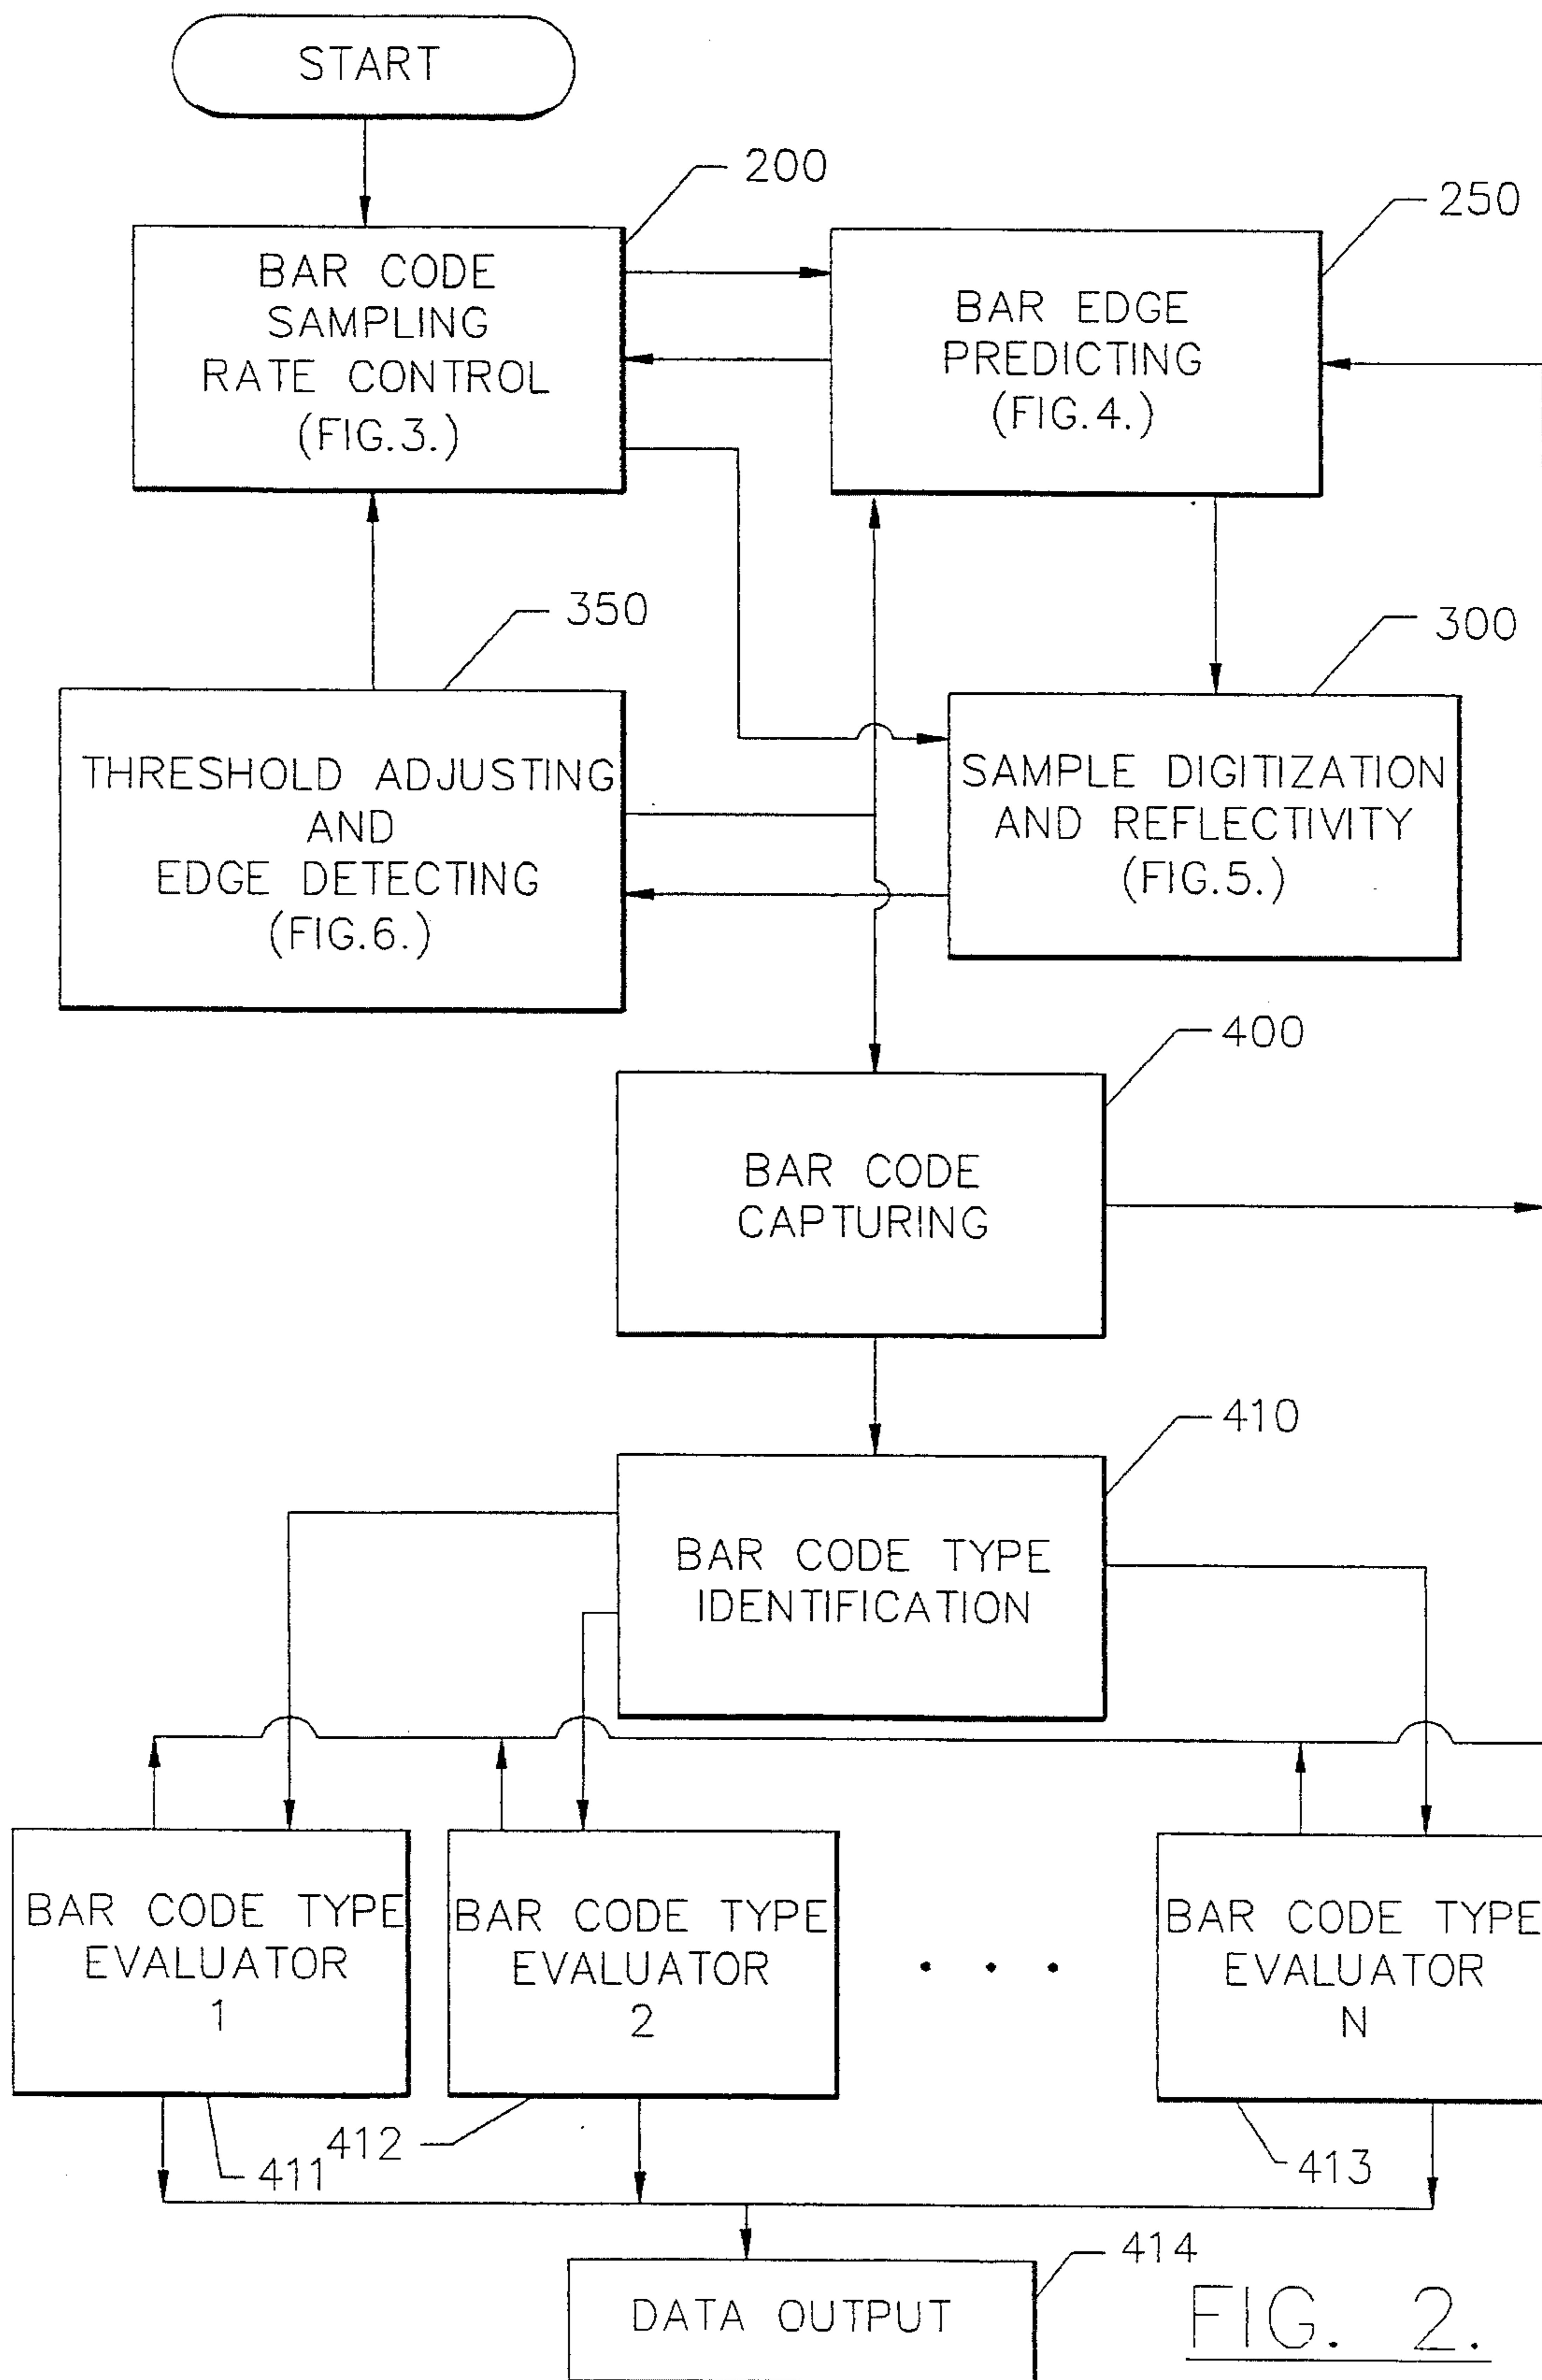 START
200
BAR CODE
SAMPLING
RATE CONTROL
(FIG.3.)
250
BAR EDGE
PREDICTING
(FIG.4.)
350
THRESHOLD ADJUSTING
AND
EDGE DETECTING
(FIG.6.)
300
SAMPLE DIGITIZATION
AND REFLECTIVITY
(FIG.5.)
400
BAR CODE
CAPTURING
410
BAR CODE TYPE
IDENTIFICATION
BAR CODE TYPE
EVALUATOR
1
BAR CODE TYPE
EVALUATOR
2
• • •
BAR CODE TYPE
EVALUATOR
N
411
412
413
414
DATA OUTPUT
FIG. 2.